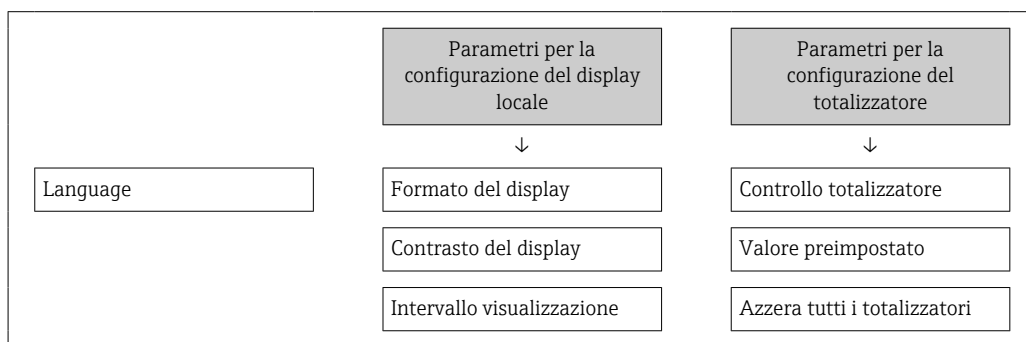 Parametri per la
configurazione del display
locale
Parametri per la
configurazione del
totalizzatore
↓
↓
Language
Formato del display
Controllo totalizzatore
Contrasto del display
Valore preimpostato
Intervallo visualizzazione
Azzera tutti i totalizzatori